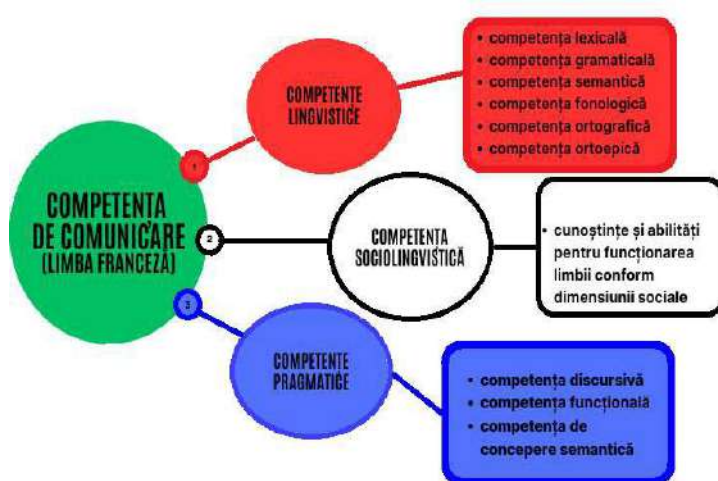 COMPETENȚA
DE COMUNICARE
(LIMBA FRANCEZĂ)
1
COMPETENTE
LINGVISTICE
• competența lexicală
• competența gramaticală
• competența semantică
• competența fonologică
• competența ortografică
• competența ortoepică
2
COMPETENȚA
SOCIOLINGVISTICĂ
• cunoștințe și abilități
pentru funcționarea
limbii conform
dimensiunii sociale
3
COMPETENTE
PRAGMATICE
• competența discursivă
• competența funcțională
• competența de
concepere semantică